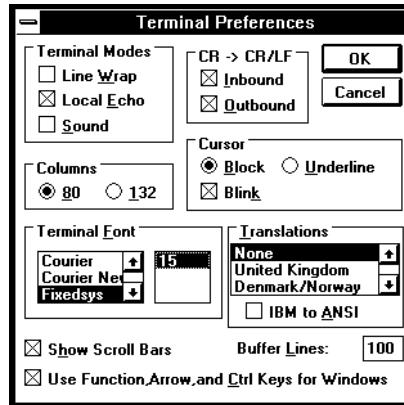 Terminal Preferences
Terminal Modes
Line Wrap
Local Echo
Sound
CR -> CR/LF
Inbound
Outbound
OK
Cancel
Columns
80 132
Cursor
Block Underline
Blink
Terminal Font
Courier
Courier New
Fixedsys
15
Translations
None
United Kingdom
Denmark/Norway
IBM to ANSI
Show Scroll Bars
Buffer Lines: 100
Use Function,Arrow,and Ctrl Keys for Windows